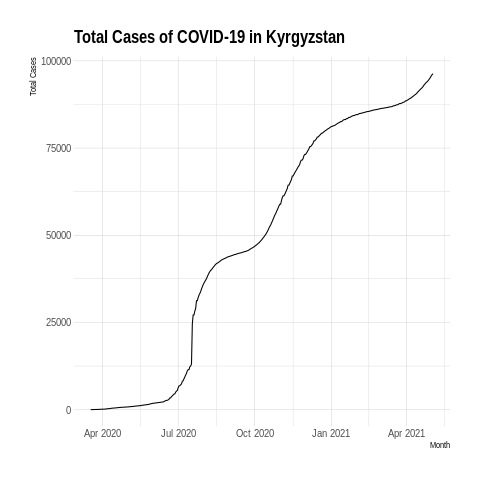 Total Cases of COVID-19 in Kyrgyzstan
Total Cases
100000
75000
50000
25000
0
Apr 2020 Jul 2020 Oct 2020 Jan 2021 Apr 2021
Month